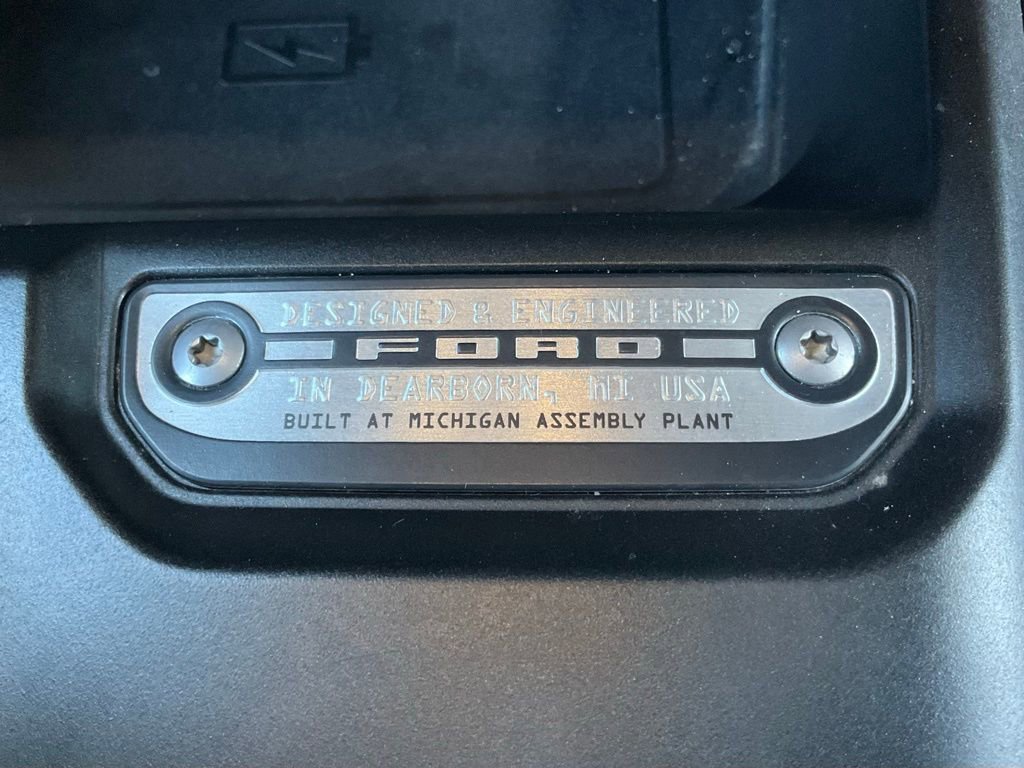 DESIGNED & ENGINEERED
FORD
IN DEARBORN, MI USA
BUILT AT MICHIGAN ASSEMBLY PLANT